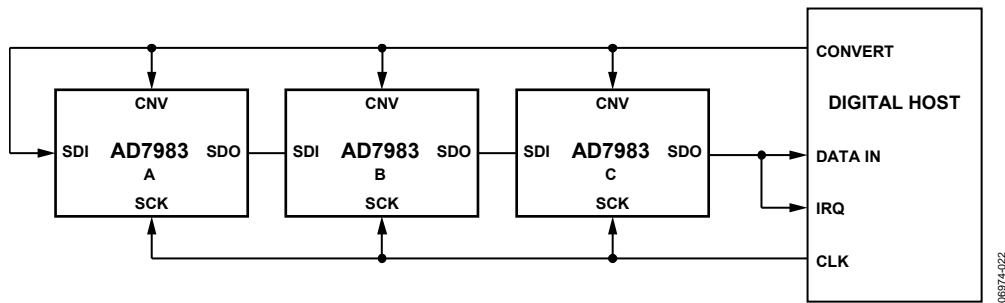 CONVERT
DIGITAL HOST
CNV
CNV
CNV
SDI AD7983 SDO
A
SCK
SDI AD7983 SDO
B
SCK
SDI AD7983 SDO
C
SCK
DATA IN
IRQ
CLK
06974-022